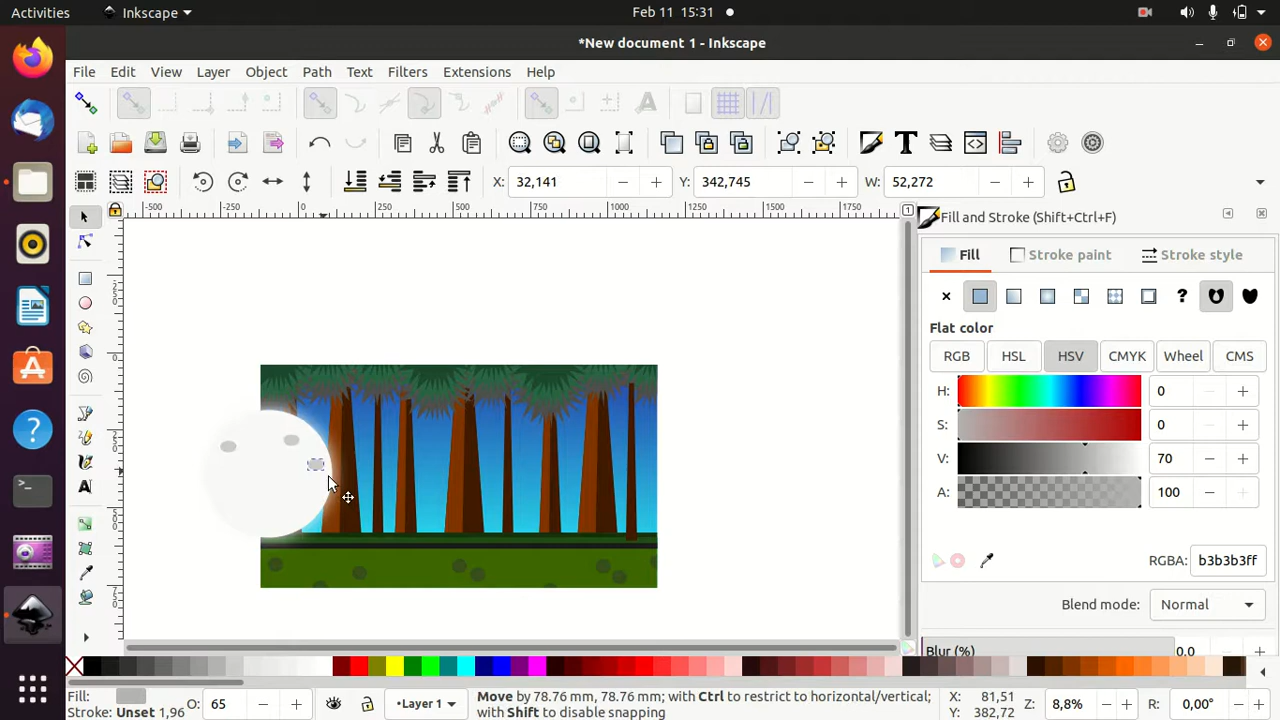 Activities Inkscape Feb 11 15:31
*New document 1 - Inkscape
File Edit View Layer Object Path Text Filters Extensions Help
X: 32,141 Y: 342,745 W: 52,272
-500 -250 0 250 500 750 1000 1250 1500 1750 1
Fill and Stroke (Shift+Ctrl+F)
Fill Stroke paint Stroke style
Flat color
RGB HSL HSV CMYK Wheel CMS
H: 0
S: 0
V: 70
A: 100
RGBA: b3b3b3ff
Blend mode: Normal
Blur (%) 0,0
Fill: O: 65 •Layer 1 Move by 78.76 mm, 78.76 mm; with Ctrl to restrict to horizontal/vertical; X: 81,51 Z: 8,8% R: 0,00°
Stroke: Unset 1,96 with Shift to disable snapping Y: 382,72